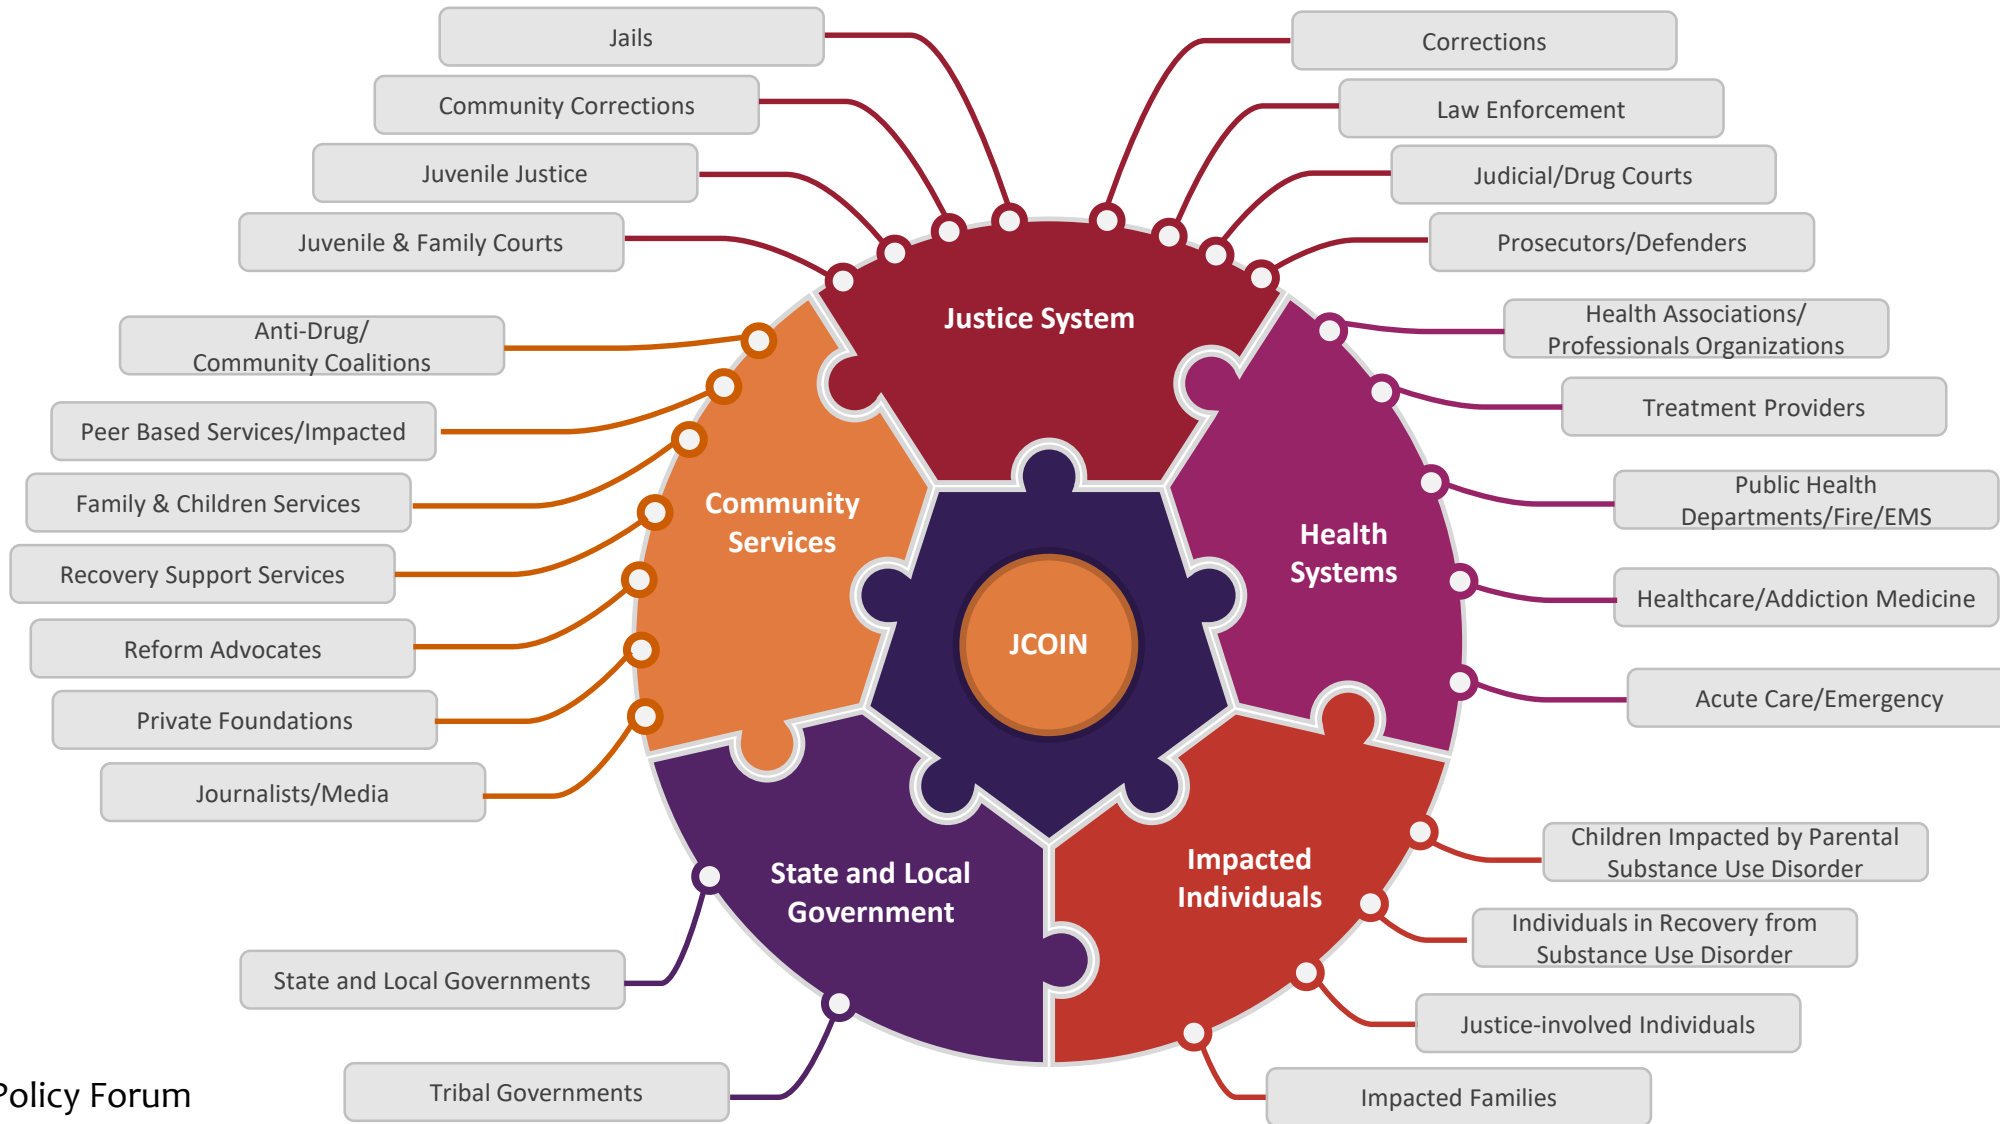 Jails
Community Corrections
Juvenile Justice
Juvenile & Family Courts
Corrections
Law Enforcement
Judicial/Drug Courts
Prosecutors/Defenders
Anti-Drug/
Community Coalitions
Peer Based Services/Impacted
Family & Children Services
Recovery Support Services
Reform Advocates
Private Foundations
Journalists/Media
Justice System
Community
Services
Health
Systems
JCOIN
State and Local
Government
Impacted
Individuals
Health Associations/
Professionals Organizations
Treatment Providers
Public Health
Departments/Fire/EMS
Healthcare/Addiction Medicine
Acute Care/Emergency
Children Impacted by Parental
Substance Use Disorder
Individuals in Recovery from
Substance Use Disorder
Justice-involved Individuals
Impacted Families
State and Local Governments
Tribal Governments
Policy Forum